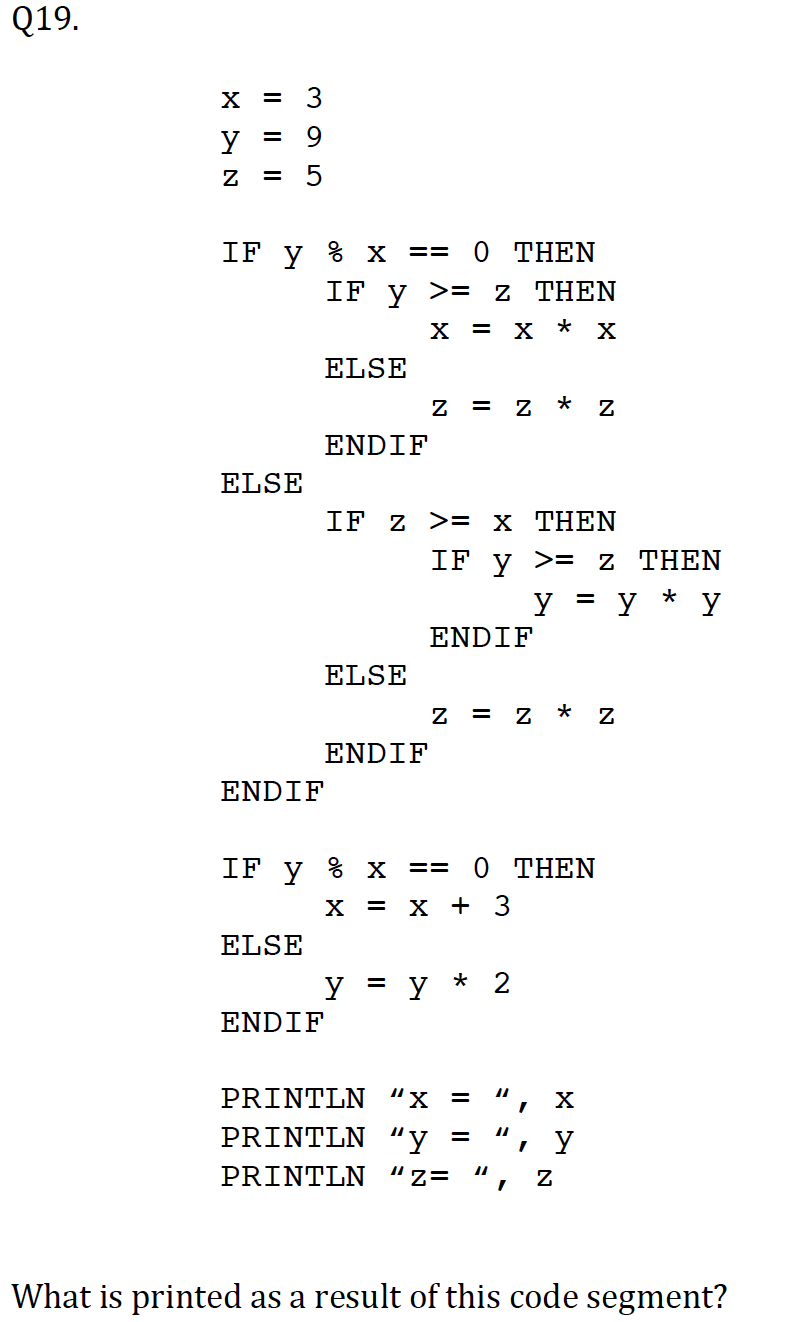 Q19.
x = 3
y = 9
z = 5
IF y % x == 0 THEN
IF y >= z THEN
x = x * x
ELSE
z = z * z
ENDIF
ELSE
IF z >= x THEN
IF y >= z THEN
y = y * y
ENDIF
ELSE
z = z * z
ENDIF
ENDIF
IF y % x == 0 THEN
x = x + 3
ELSE
y = y * 2
ENDIF
PRINTLN “x = “, x
PRINTLN “y = “, y
PRINTLN “z= “, z
What is printed as a result of this code segment?